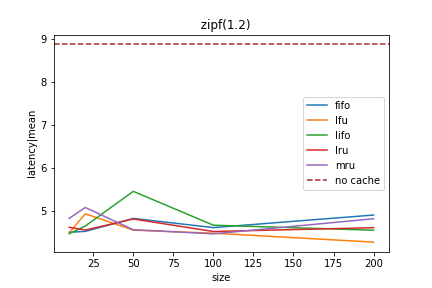 zipf(1.2)
latency|mean
9
8
7
6
5
fifo
lfu
lifo
lru
mru
no cache
25 50 75 100 125 150 175 200
size